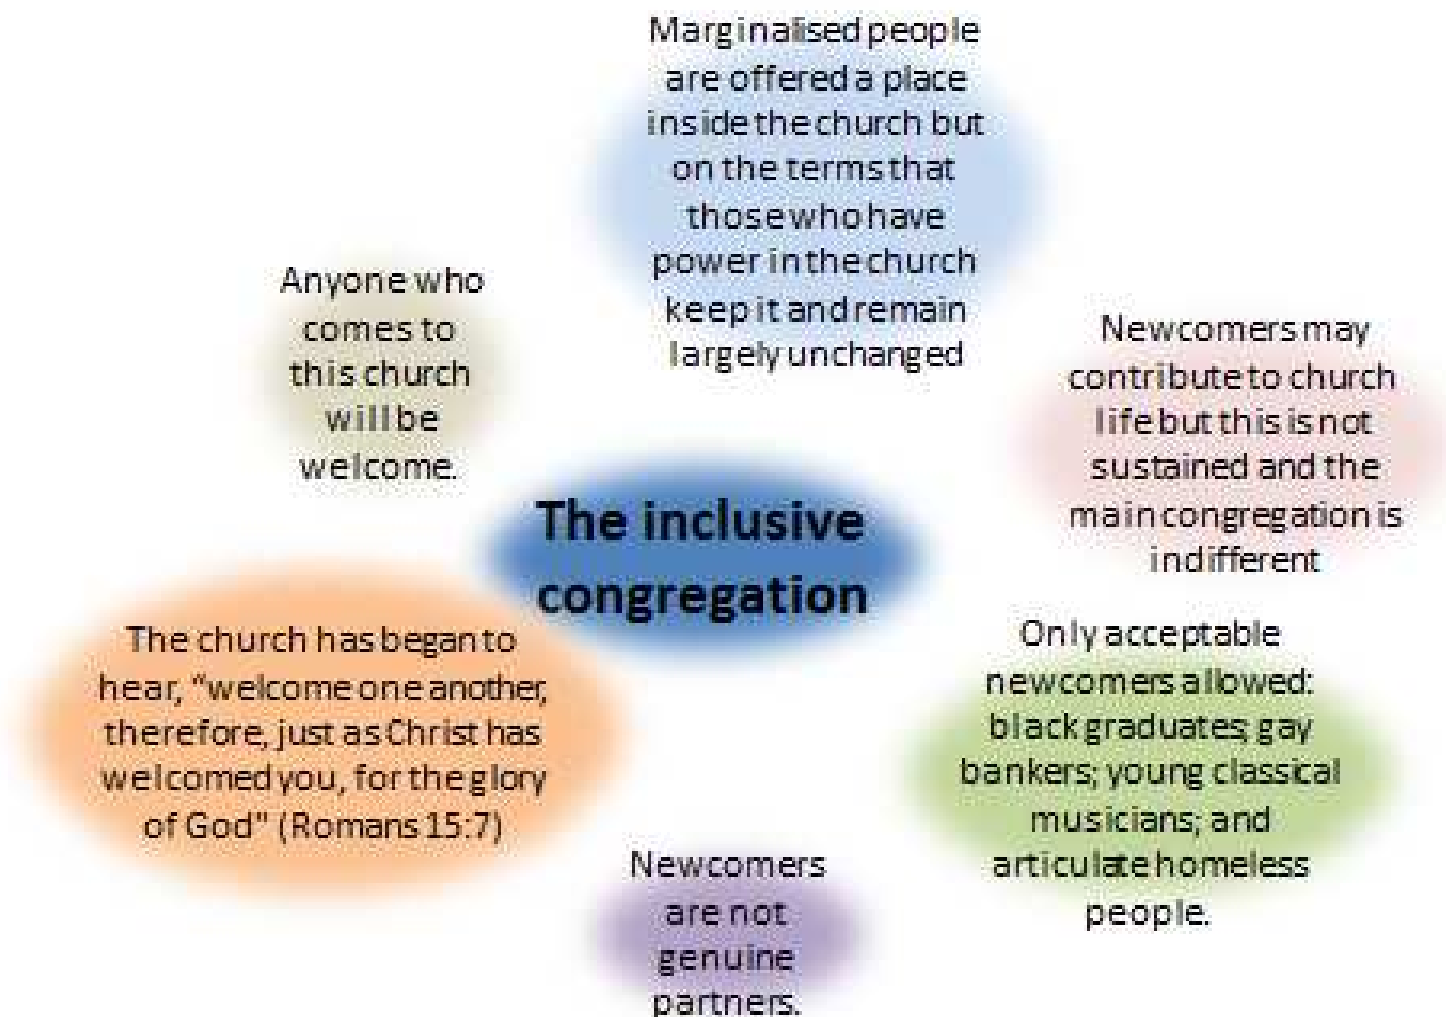 Marginalised people
are offered a place
inside the church but
on the terms that
those who have
power in the church
keep it and remain
largely unchanged
Anyone who
comes to
this church
will be
welcome.
Newcomers may
contribute to church
life but this is not
sustained and the
main congregation is
indifferent
The inclusive
congregation
The church has began to
hear, “welcome one another,
therefore, just as Christ has
welcomed you, for the glory
of God" (Romans 15:7)
Only acceptable
newcomers allowed:
black graduates; gay
bankers; young classical
musicians; and
articulate homeless
people.
Newcomers
are not
genuine
partners.